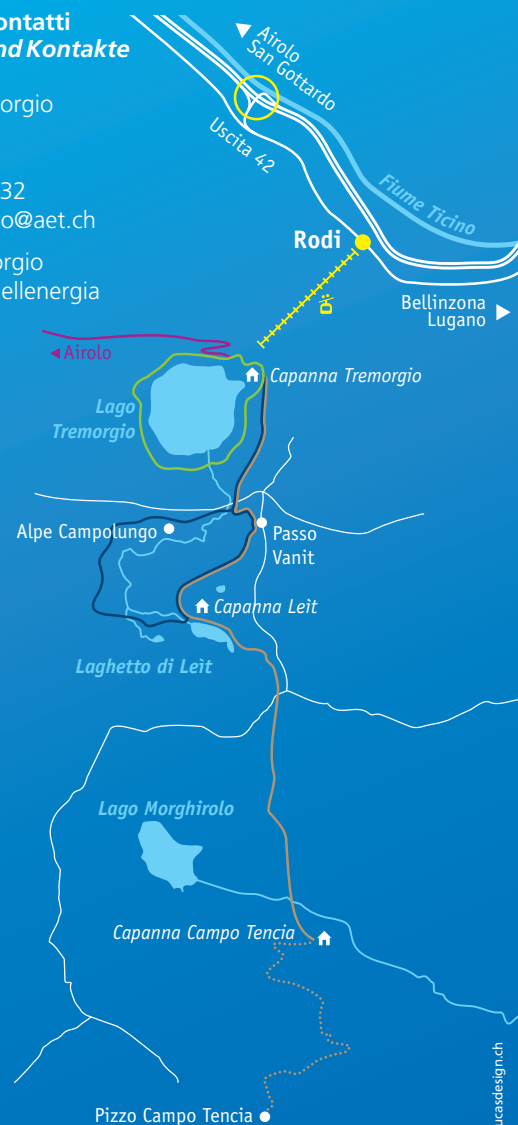 ontatti
nd Kontakte
orgio
32
o@aet.ch
orgio
ellenergia
Airolo
San Gottardo
Uscita 42
Fiume Ticino
Rodi
Bellinzona
Lugano
Airolo
Capanna Tremorgio
Lago
Tremorgio
Alpe Campolungo
Passo
Vanit
Capanna Leìt
Laghetto di Leìt
Lago Morghirolo
Capanna Campo Tencia
Pizzo Campo Tencia
ucasdesign.ch